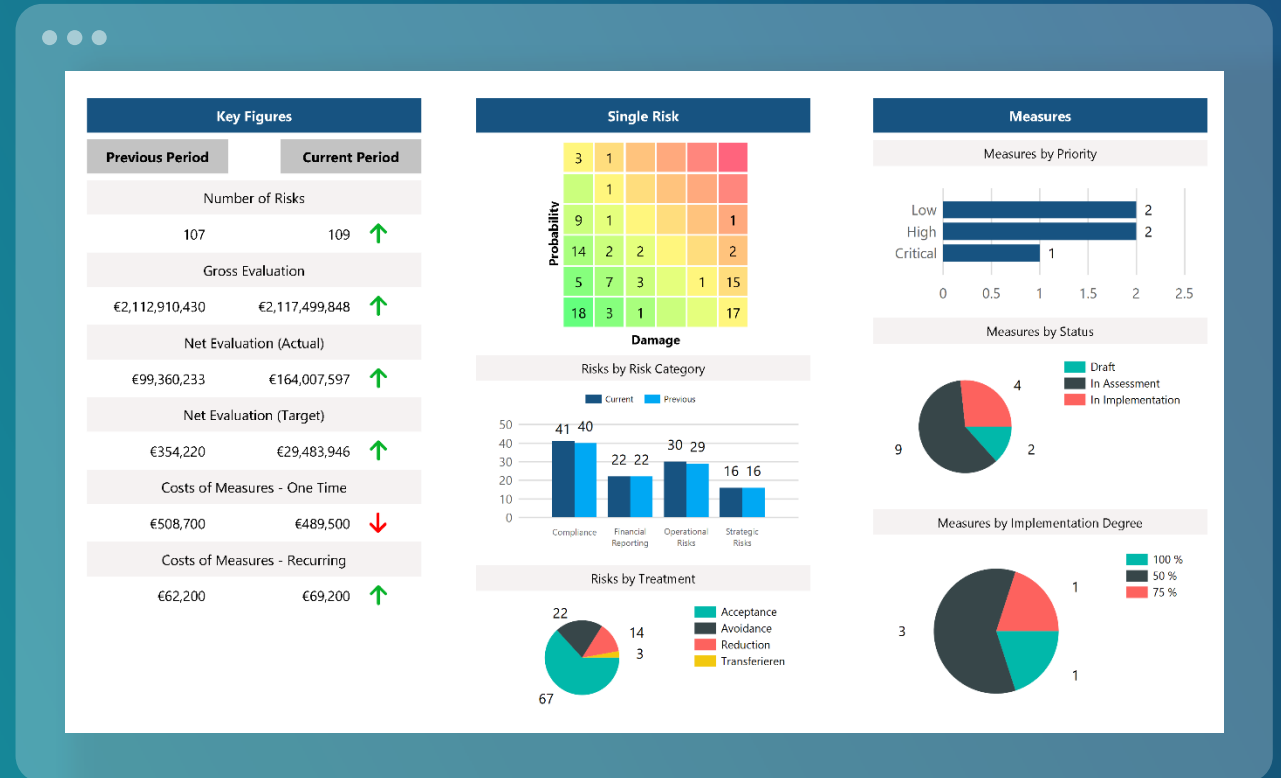 Key Figures
Previous Period Current Period
Number of Risks
107 109
Gross Evaluation
€2,112,910,430 €2,117,499,848
Net Evaluation (Actual)
€99,360,233 €164,007,597
Net Evaluation (Target)
€354,220 €29,483,946
Costs of Measures - One Time
€508,700 €489,500
Costs of Measures - Recurring
€62,200 €69,200
Single Risk
Probability
3 1
1
9 1 1
14 2 2 2
5 7 3 1 15
18 3 1 17
Damage
Risks by Risk Category
Current Previous
50
40
30
20
10
0
41 40
22 22
30 29
16 16
Compliance
Financial
Reporting
Operational
Risks
Strategic
Risks
Risks by Treatment
22
14
3
67
Acceptance
Avoidance
Reduction
Transferieren
Measures
Measures by Priority
Low 2
High 2
Critical 1
0 0.5 1 1.5 2 2.5
Measures by Status
4
9
2
Draft
In Assessment
In Implementation
Measures by Implementation Degree
1
3
1
100 %
50 %
75 %